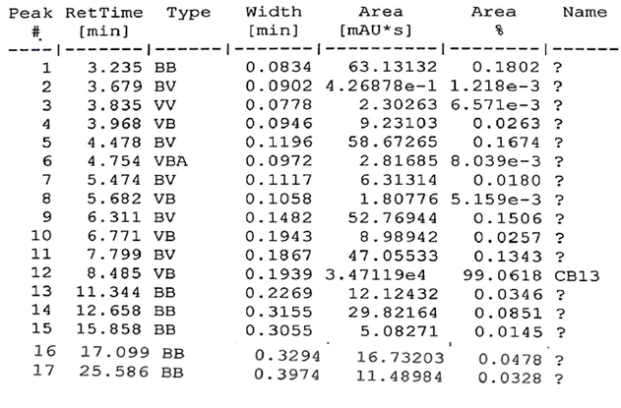 Peak RetTime Type Width Area Area Name
# [min] [min] [mAU*s] %
----|-------|------|-------|----------|--------|------
1 3.235 BB 0.0834 63.13132 0.1802 ?
2 3.679 BV 0.0902 4.26878e-1 1.218e-3 ?
3 3.835 VV 0.0778 2.30263 6.571e-3 ?
4 3.968 VB 0.0946 9.23103 0.0263 ?
5 4.478 BV 0.1196 58.67265 0.1674 ?
6 4.754 VBA 0.0972 2.81685 8.039e-3 ?
7 5.474 BV 0.1117 6.31314 0.0180 ?
8 5.682 VB 0.1058 1.80776 5.159e-3 ?
9 6.311 BV 0.1482 52.76944 0.1506 ?
10 6.771 VB 0.1943 8.98942 0.0257 ?
11 7.799 BV 0.1867 47.05533 0.1343 ?
12 8.485 VB 0.1939 3.47119e4 99.0618 CB13
13 11.344 BB 0.2269 12.12432 0.0346 ?
14 12.658 BB 0.3155 29.82164 0.0851 ?
15 15.858 BB 0.3055 5.08271 0.0145 ?
16 17.099 BB 0.3294 16.73203 0.0478 ?
17 25.586 BB 0.3974 11.48984 0.0328 ?